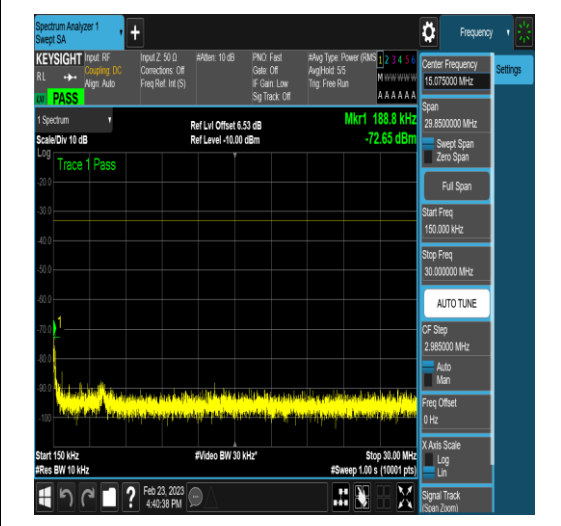 Spectrum Analyzer 1
Swept SA
Frequency
KEYSIGHT
RL
PASS
Input: RF
Coupling: DC
Align: Auto
Input Z: 50 Ω
Corrections: Off
Freq Ref: Int (S)
#Atten: 10 dB
PNO: Fast
Gate: Off
IF Gain: Low
Sig Track: Off
#Avg Type: Power (RMS
Avg|Hold: 5/5
Trig: Free Run
1 2 3 4 5 6
M w w w w w
A A A A A A
1 Spectrum
Scale/Div 10 dB
Ref Lvl Offset 6.53 dB
Ref Level -10.00 dBm
Mkr1 188.8 kHz
-72.65 dBm
Log
Trace 1 Pass
-20.0
-30.0
-40.0
-50.0
-60.0
-70.0
-80.0
-90.0
-100
1
Start 150 kHz
#Res BW 10 kHz
#Video BW 30 kHz*
Stop 30.00 MHz
#Sweep 1.00 s (10001 pts)
Feb 23, 2023
4:40:38 PM
Center Frequency
15.075000 MHz
Span
29.8500000 MHz
Swept Span
Zero Span
Full Span
Start Freq
150.000 kHz
Stop Freq
30.000000 MHz
AUTO TUNE
CF Step
2.985000 MHz
Auto
Man
Freq Offset
0 Hz
X Axis Scale
Log
Lin
Signal Track
(Span Zoom)
Settings